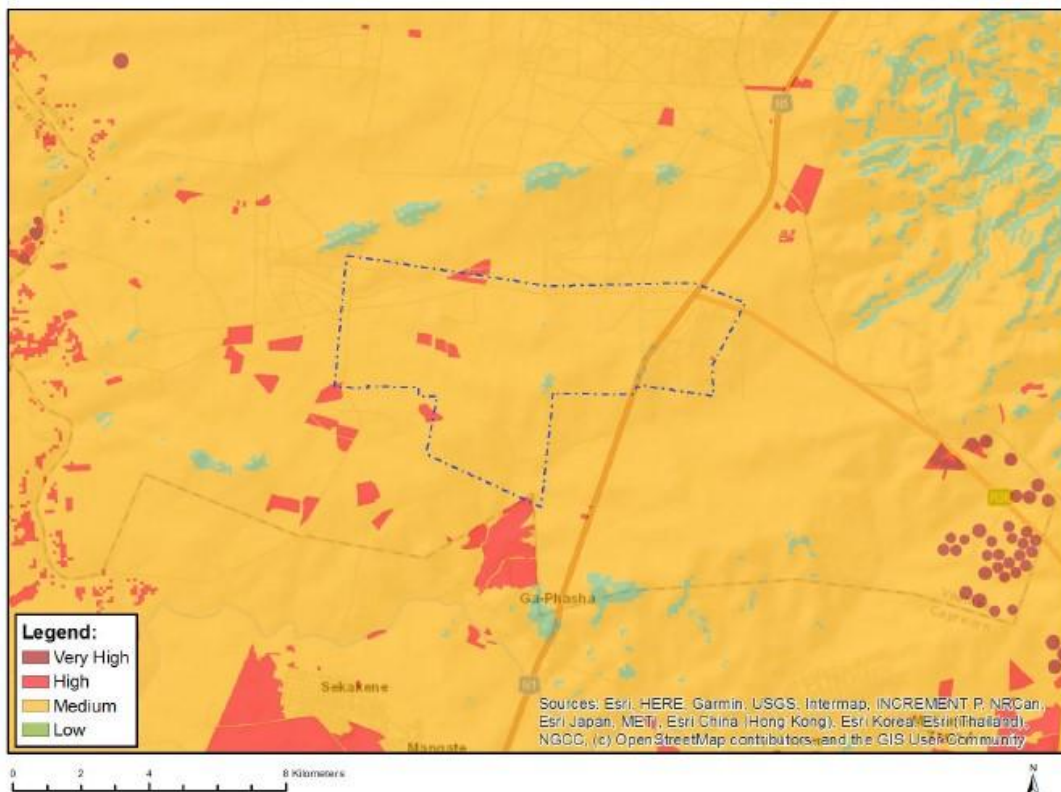 Ga-Phasha
Legend:
Very High
High
Medium
Low
Sekakene
N1
Mangate
Sources: Esri, HERE, Garmin, USGS, Intermap, INCREMENT P, NRCan,
Esri Japan, METI, Esri China (Hong Kong), Esri Korea, Esri (Thailand),
NGCC, (c) OpenStreetMap contributors, and the GIS User Community
0 2 4 8 Kilometers
N